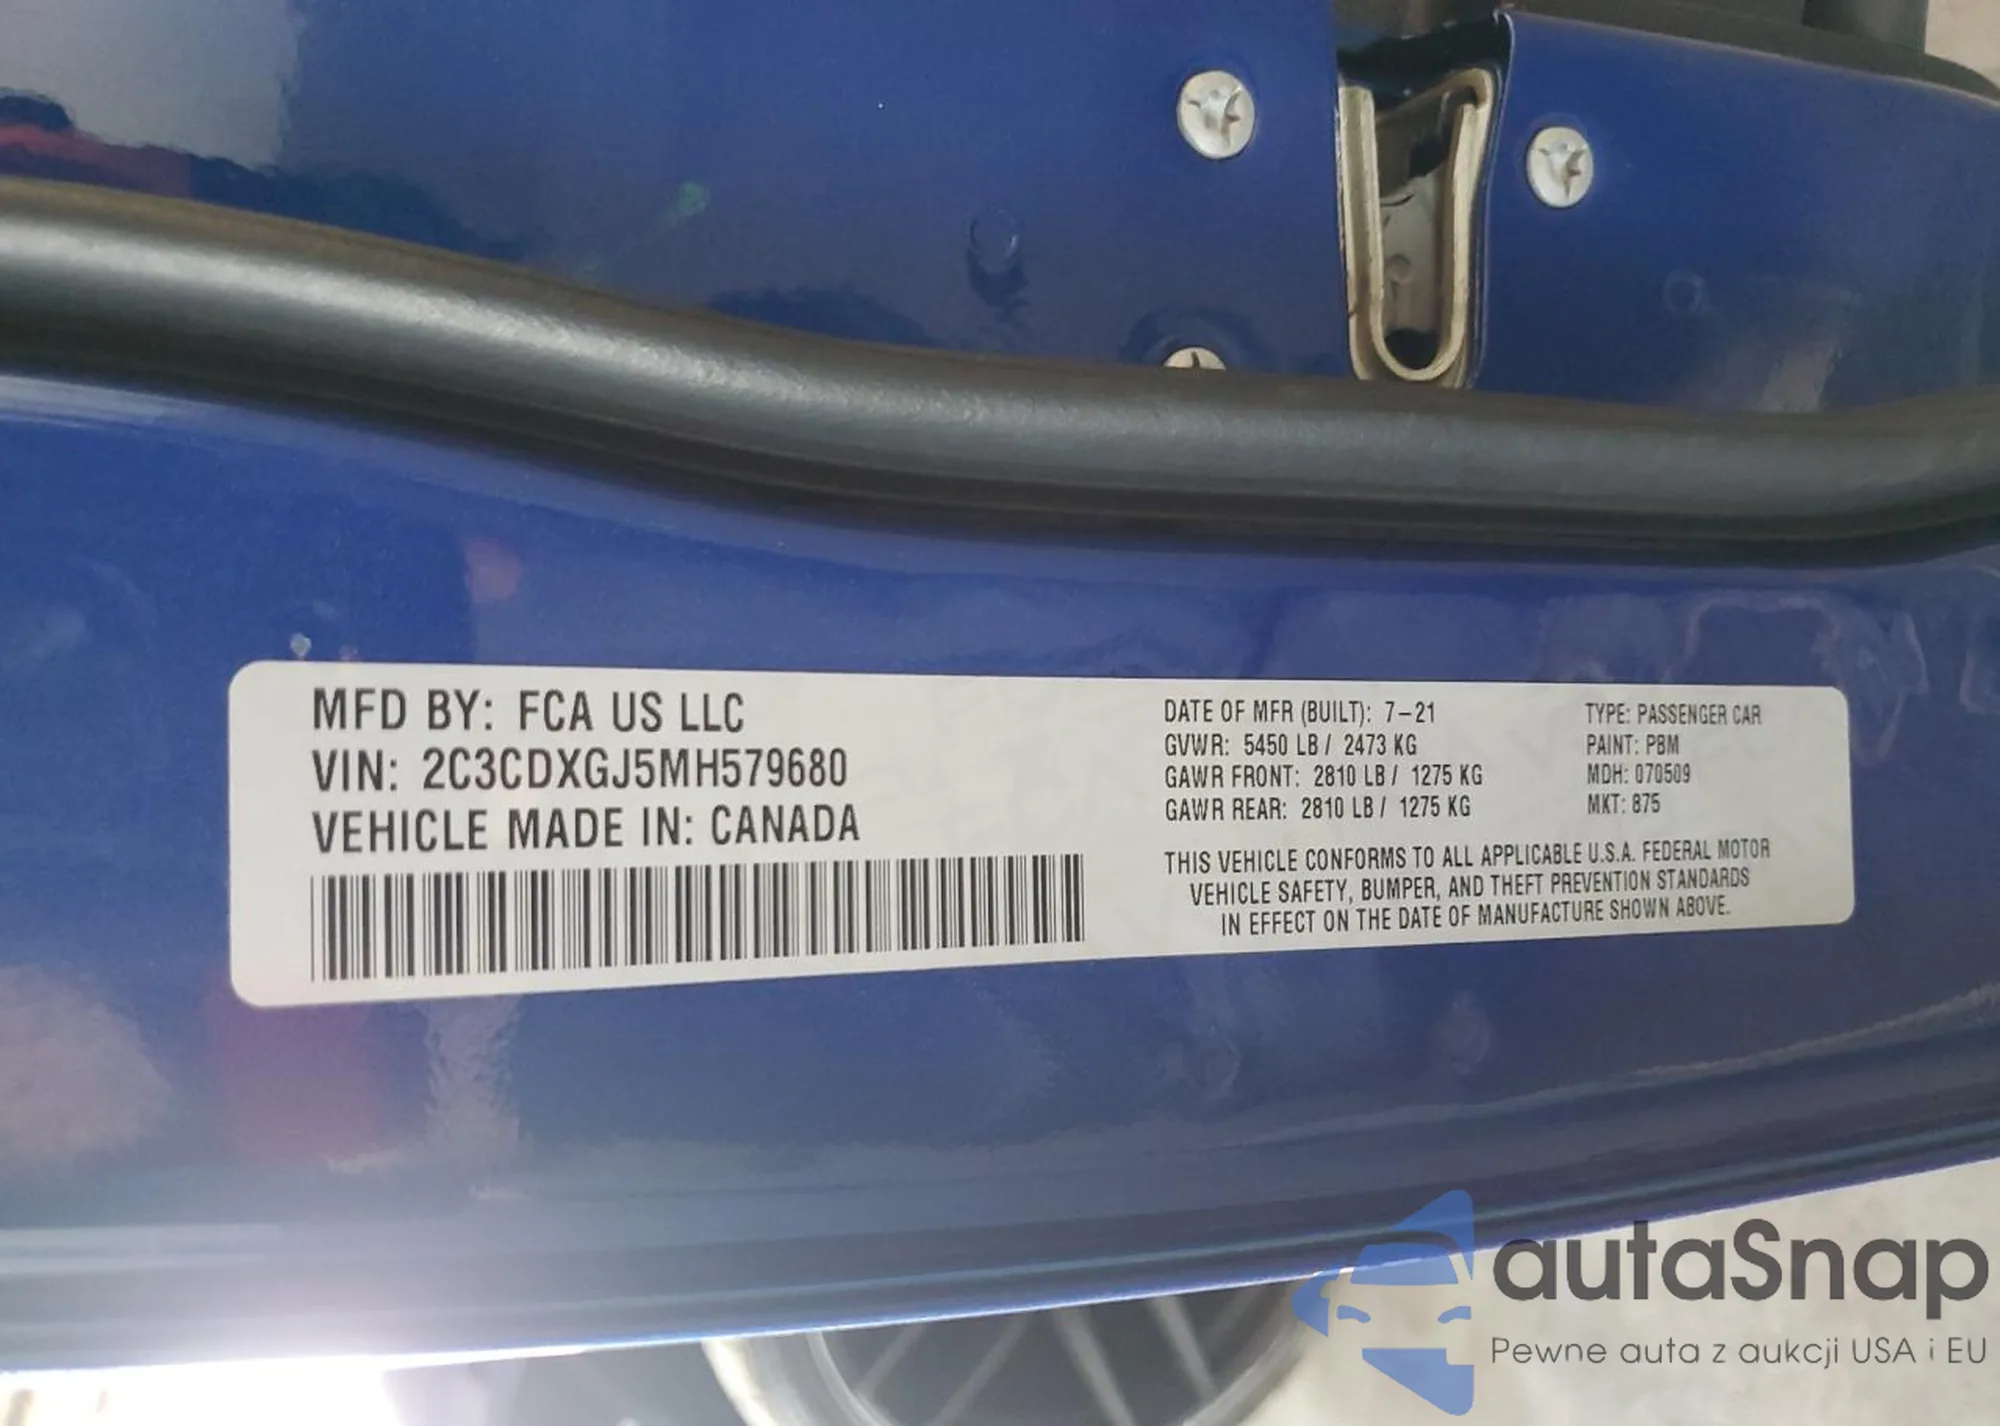 MFD BY: FCA US LLC
VIN: 2C3CDXGJ5MH579680
VEHICLE MADE IN: CANADA
DATE OF MFR (BUILT): 7-21
GVWR: 5450 LB / 2473 KG
GAWR FRONT: 2810 LB / 1275 KG
GAWR REAR: 2810 LB / 1275 KG
TYPE: PASSENGER CAR
PAINT: PBM
MDH: 070509
MKT: 875
THIS VEHICLE CONFORMS TO ALL APPLICABLE U.S.A. FEDERAL MOTOR
VEHICLE SAFETY, BUMPER, AND THEFT PREVENTION STANDARDS
IN EFFECT ON THE DATE OF MANUFACTURE SHOWN ABOVE.
autaSnap
Pewne auta z aukcji USA i EU